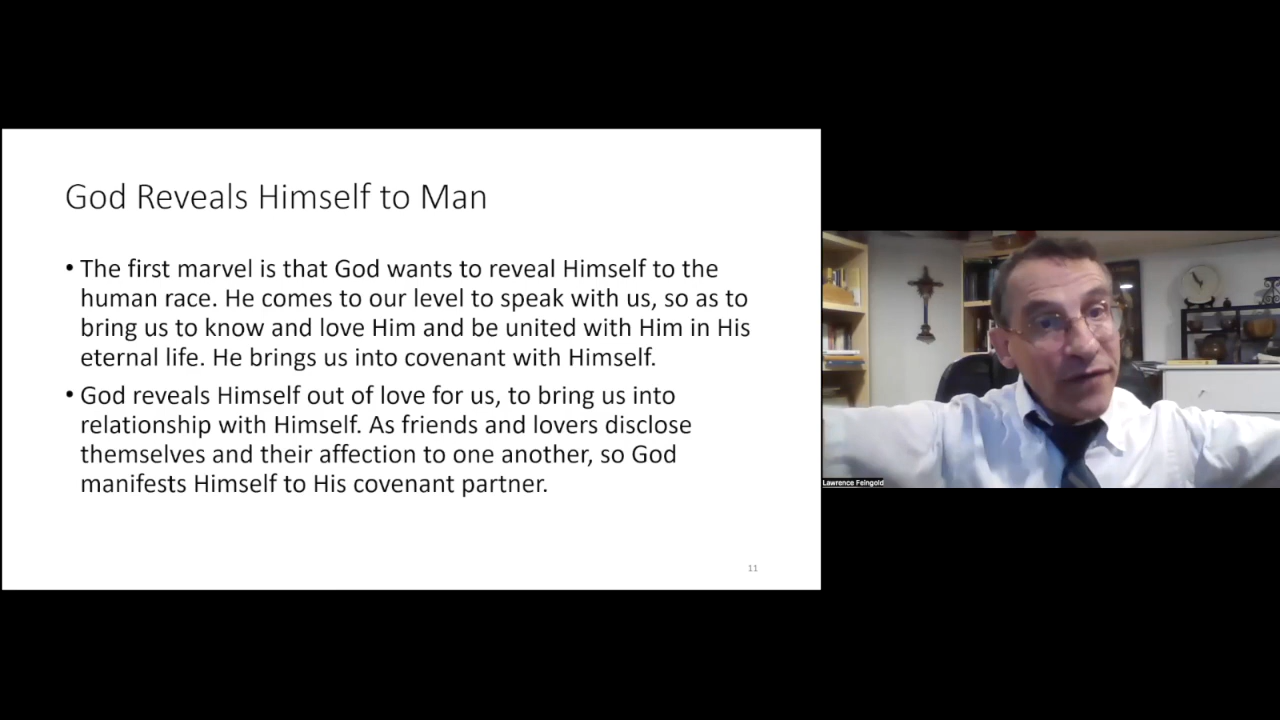 God Reveals Himself to Man
• The first marvel is that God wants to reveal Himself to the
human race. He comes to our level to speak with us, so as to
bring us to know and love Him and be united with Him in His
eternal life. He brings us into covenant with Himself.
• God reveals Himself out of love for us, to bring us into
relationship with Himself. As friends and lovers disclose
themselves and their affection to one another, so God
manifests Himself to His covenant partner.
11
Lawrence Feingold